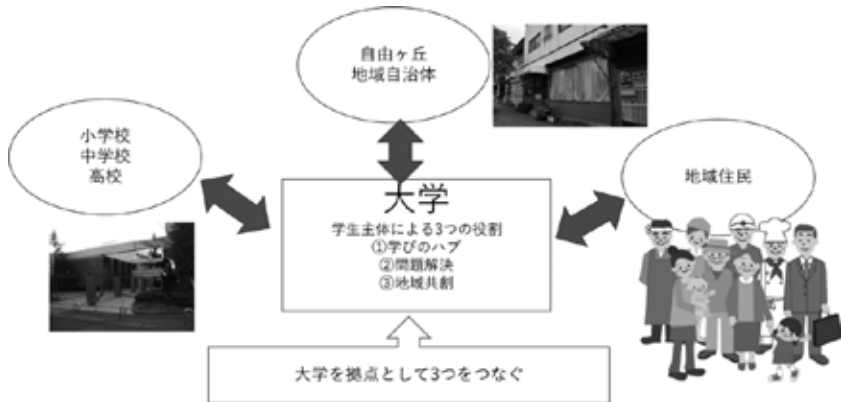 自由ヶ丘
地域自治体
小学校
中学校
高校
地域住民
大学
学生主体による3つの役割
①学びのハブ
②問題解決
③地域共創
大学を拠点として3つをつなぐ